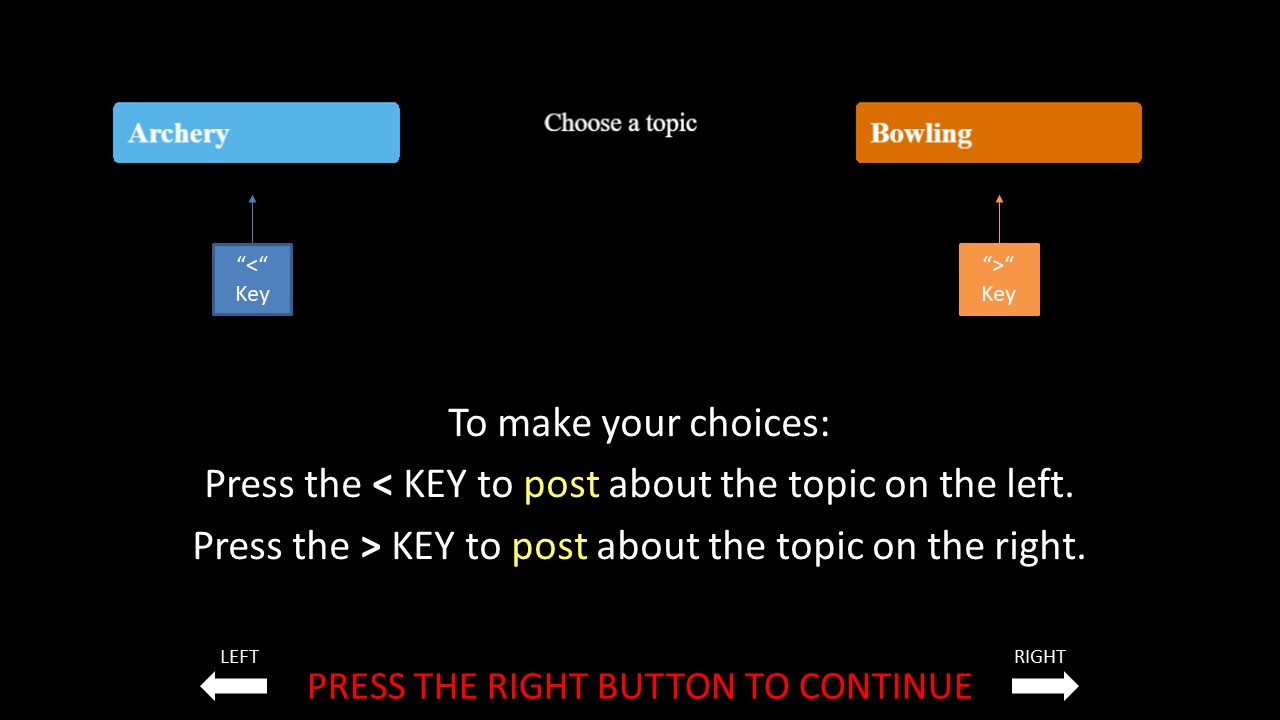 Archery
Choose a topic
Bowling
“<“
Key
“>“
Key
To make your choices:
Press the < KEY to post about the topic on the left.
Press the > KEY to post about the topic on the right.
LEFT
RIGHT
PRESS THE RIGHT BUTTON TO CONTINUE